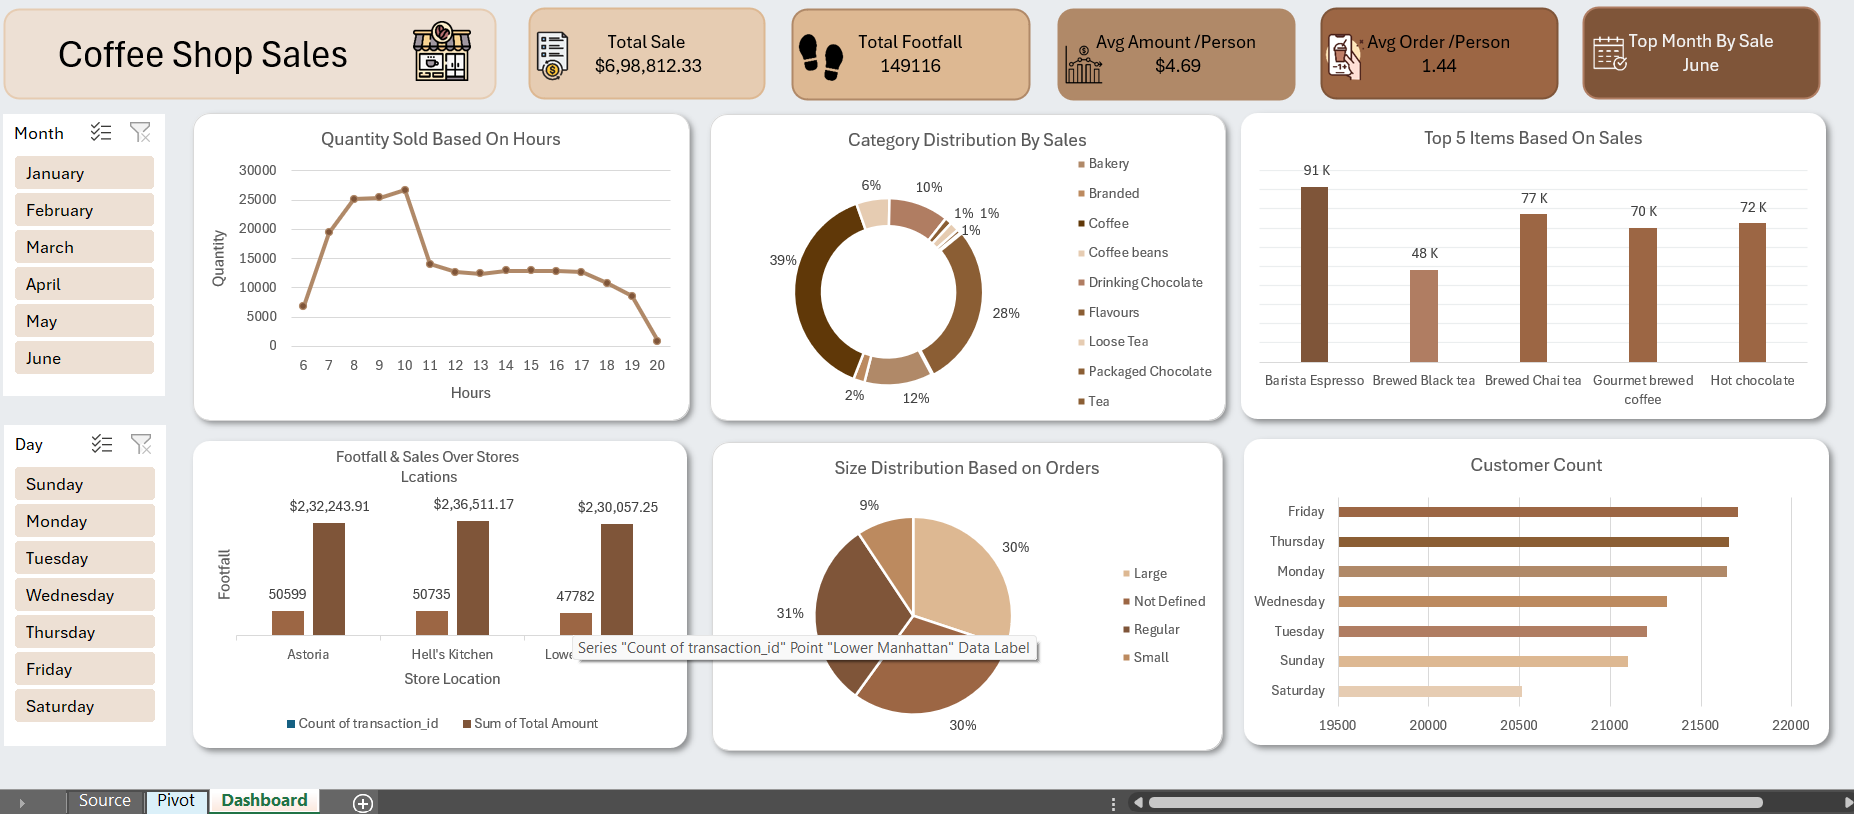 Coffee Shop Sales
Total Sale
$6,98,812.33
Total Footfall
149116
Avg Amount /Person
$4.69
Avg Order /Person
1.44
Top Month By Sale
June
Month
January
February
March
April
May
June
Day
Sunday
Monday
Tuesday
Wednesday
Thursday
Friday
Saturday
Quantity Sold Based On Hours
Quantity
30000
25000
20000
15000
10000
5000
0
6 7 8 9 10 11 12 13 14 15 16 17 18 19 20
Hours
Category Distribution By Sales
6%
10%
1%
1%
1%
39%
28%
2%
12%
Bakery
Branded
Coffee
Coffee beans
Drinking Chocolate
Flavours
Loose Tea
Packaged Chocolate
Tea
Top 5 Items Based On Sales
91 K
48 K
77 K
70 K
72 K
Barista Espresso
Brewed Black tea
Brewed Chai tea
Gourmet brewed
coffee
Hot chocolate
Footfall & Sales Over Stores
Lcations
Footfall
$2,32,243.91
$2,36,511.17
$2,30,057.25
50599
50735
47782
Astoria
Hell's Kitchen
Lowe
Series "Count of transaction_id" Point "Lower Manhattan" Data Label
Store Location
Count of transaction_id
Sum of Total Amount
Size Distribution Based on Orders
9%
30%
31%
30%
Large
Not Defined
Regular
Small
Customer Count
Friday
Thursday
Monday
Wednesday
Tuesday
Sunday
Saturday
19500 20000 20500 21000 21500 22000
Source
Pivot
Dashboard